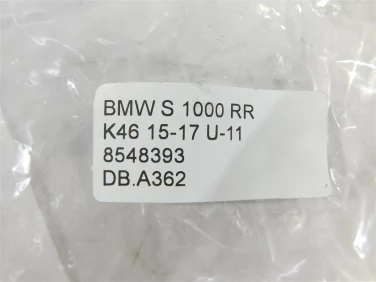 BMW S 1000 RR
K46 15-17 U-11
8548393
DB.A362